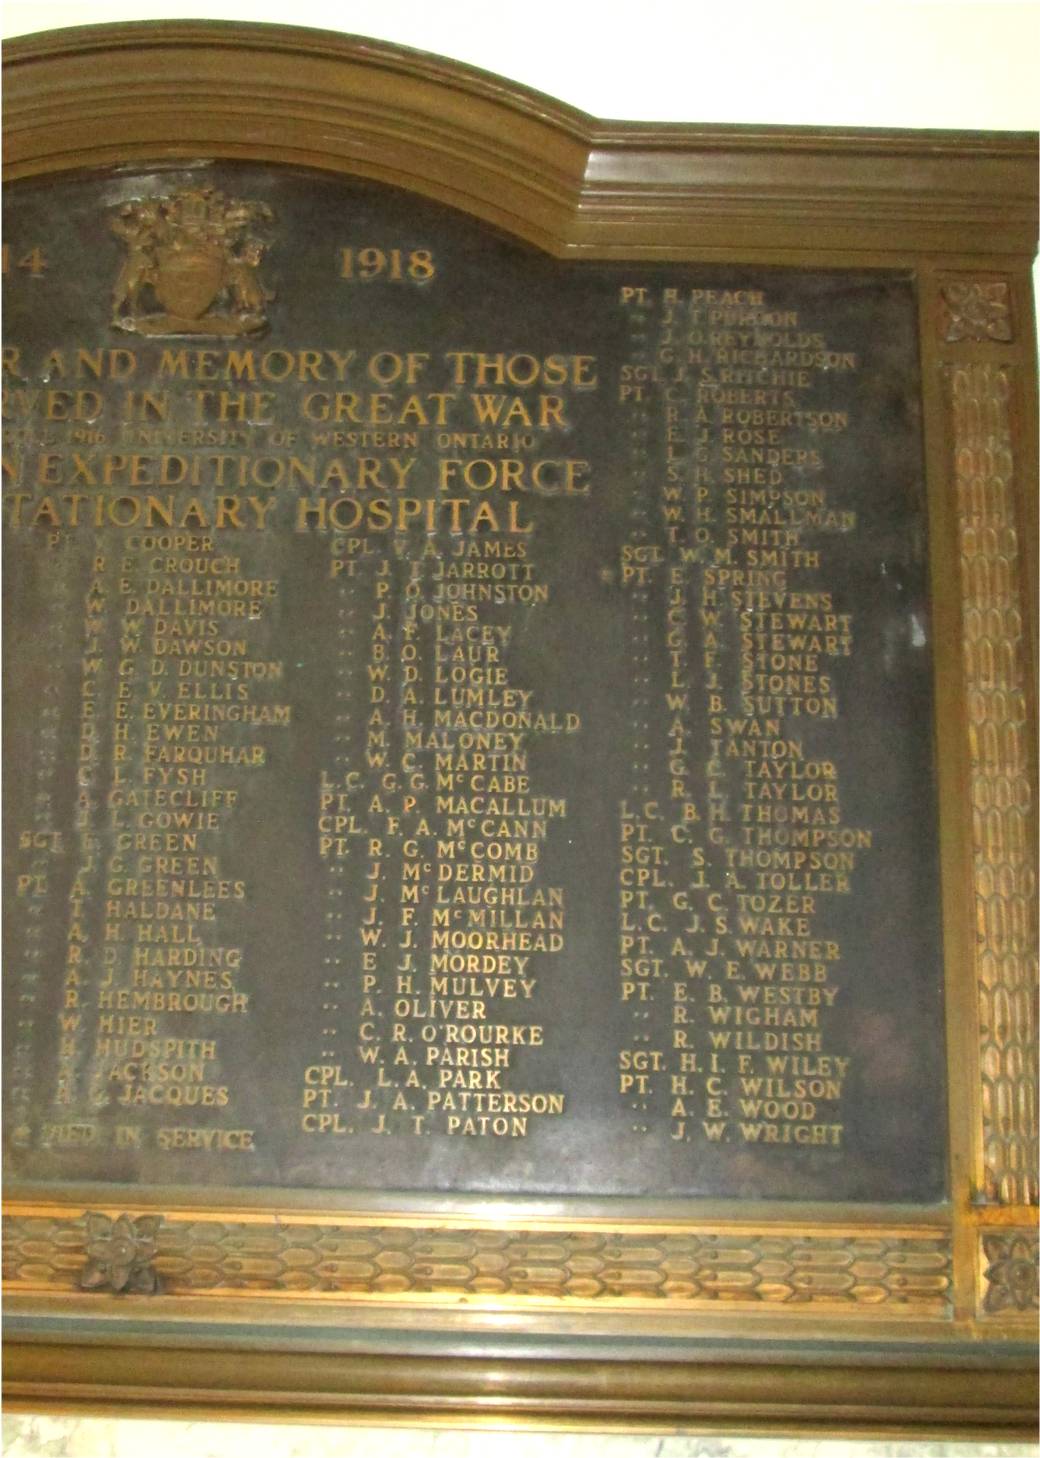 14 1918
R AND MEMORY OF THOSE
RVED IN THE GREAT WAR
1916 UNIVERSITY OF WESTERN ONTARIO
N EXPEDITIONARY FORCE
TATIONARY HOSPITAL
COOPER
R. E. CROUCH
A. E. DALLIMORE
W. DALLIMORE
W. W. DAVIS
J. W. DAWSON
W. G. D. DUNSTON
C. E. V. ELLIS
E. E. EVERINGHAM
D. H. EWEN
D. R. FARQUHAR
C. L. FYSH
A. GATECLIFF
J. L. GOWIE
SGT. E. GREEN
J. G. GREEN
PT. A. GREENLEES
" T. HALDANE
" A. H. HALL
" R. D. HARDING
" A. J. HAYNES
" R. HEMBROUGH
" W. HIER
" H. HUDSPITH
" A. JACKSON
" JACQUES
DIED IN SERVICE
CPL. V. A. JAMES
PT. J. T. JARROTT
" P. O. JOHNSTON
" J. JONES
" A. F. LACEY
" B. O. LAUR
" W. D. LOGIE
" D. A. LUMLEY
" A. H. MACDONALD
" M. MALONEY
" W. C. MARTIN
L.C. G. G. McCABE
PT. A. P. MACALLUM
CPL. F. A. McCANN
PT. R. G. McCOMB
" J. McDERMID
" J. McLAUGHLAN
" J. F. McMILLAN
" W. J. MOORHEAD
" E. J. MORDEY
" P. H. MULVEY
" A. OLIVER
" C. R. O'ROURKE
" W. A. PARISH
CPL. L. A. PARK
PT. J. A. PATTERSON
CPL. J. T. PATON
PT. H. PEACH
" J. T. PURDON
" J. O. REYNOLDS
" G. H. RICHARDSON
SGT. J. S. RITCHIE
PT. C. ROBERTS
" R. A. ROBERTSON
" E. J. ROSE
" L. G. SANDERS
" S. H. SHED
" W. P. SIMPSON
" W. H. SMALLMAN
" T. O. SMITH
SGT. W. M. SMITH
* PT. E. SPRING
" J. H. STEVENS
" C. W. STEWART
" G. A. STEWART
" T. F. STONE
" L. J. STONES
" W. B. SUTTON
" A. SWAN
" J. TANTON
" G. C. TAYLOR
" R. L. TAYLOR
L.C. B. H. THOMAS
PT. C. G. THOMPSON
SGT. S. THOMPSON
CPL. J. A. TOLLER
PT. G. C. TOZER
L.C. J. S. WAKE
PT. A. J. WARNER
SGT. W. E. WEBB
PT. E. B. WESTBY
" R. WIGHAM
" R. WILDISH
SGT. H. I. F. WILEY
PT. H. C. WILSON
" A. E. WOOD
" J. W. WRIGHT